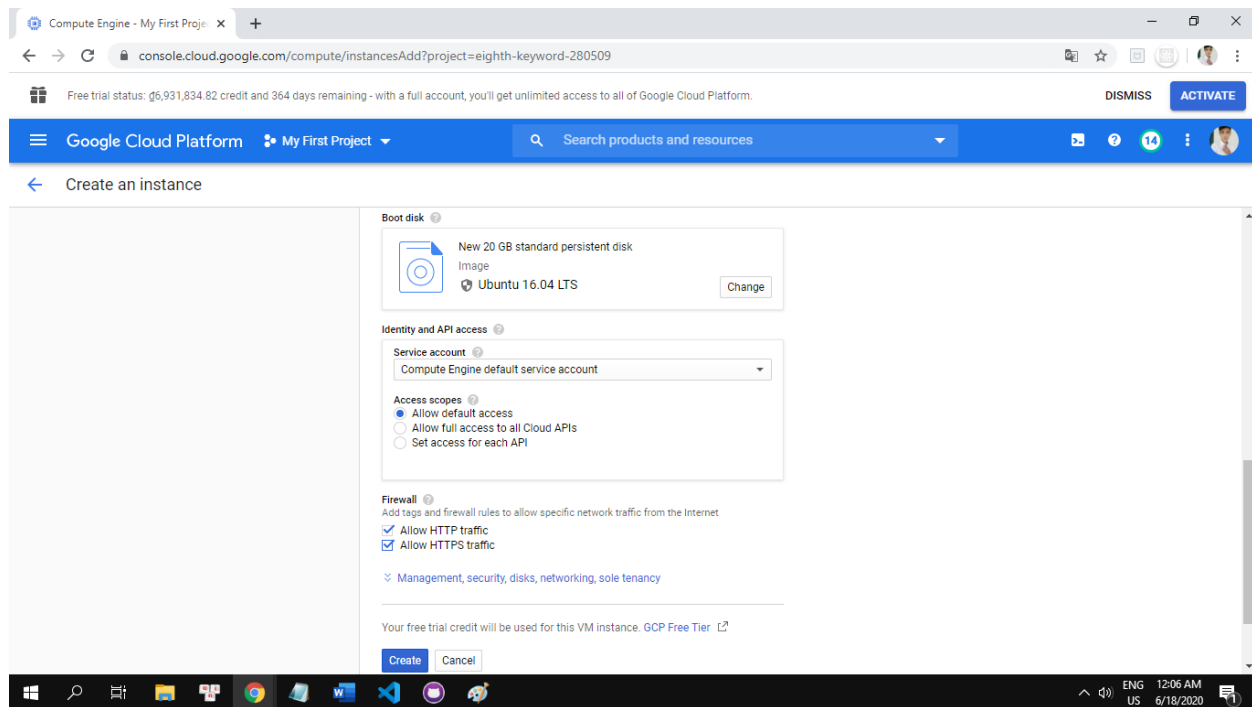 Compute Engine - My First Proje
console.cloud.google.com/compute/instancesAdd?project=eighth-keyword-280509
Free trial status: ₫6,931,834.82 credit and 364 days remaining - with a full account, you'll get unlimited access to all of Google Cloud Platform.
DISMISS
ACTIVATE
Google Cloud Platform
My First Project
Search products and resources
14
Create an instance
Boot disk
New 20 GB standard persistent disk
Image
Ubuntu 16.04 LTS
Change
Identity and API access
Service account
Compute Engine default service account
Access scopes
Allow default access
Allow full access to all Cloud APIs
Set access for each API
Firewall
Add tags and firewall rules to allow specific network traffic from the Internet
Allow HTTP traffic
Allow HTTPS traffic
Management, security, disks, networking, sole tenancy
Your free trial credit will be used for this VM instance. GCP Free Tier
Create
Cancel
ENG 12:06 AM
US 6/18/2020